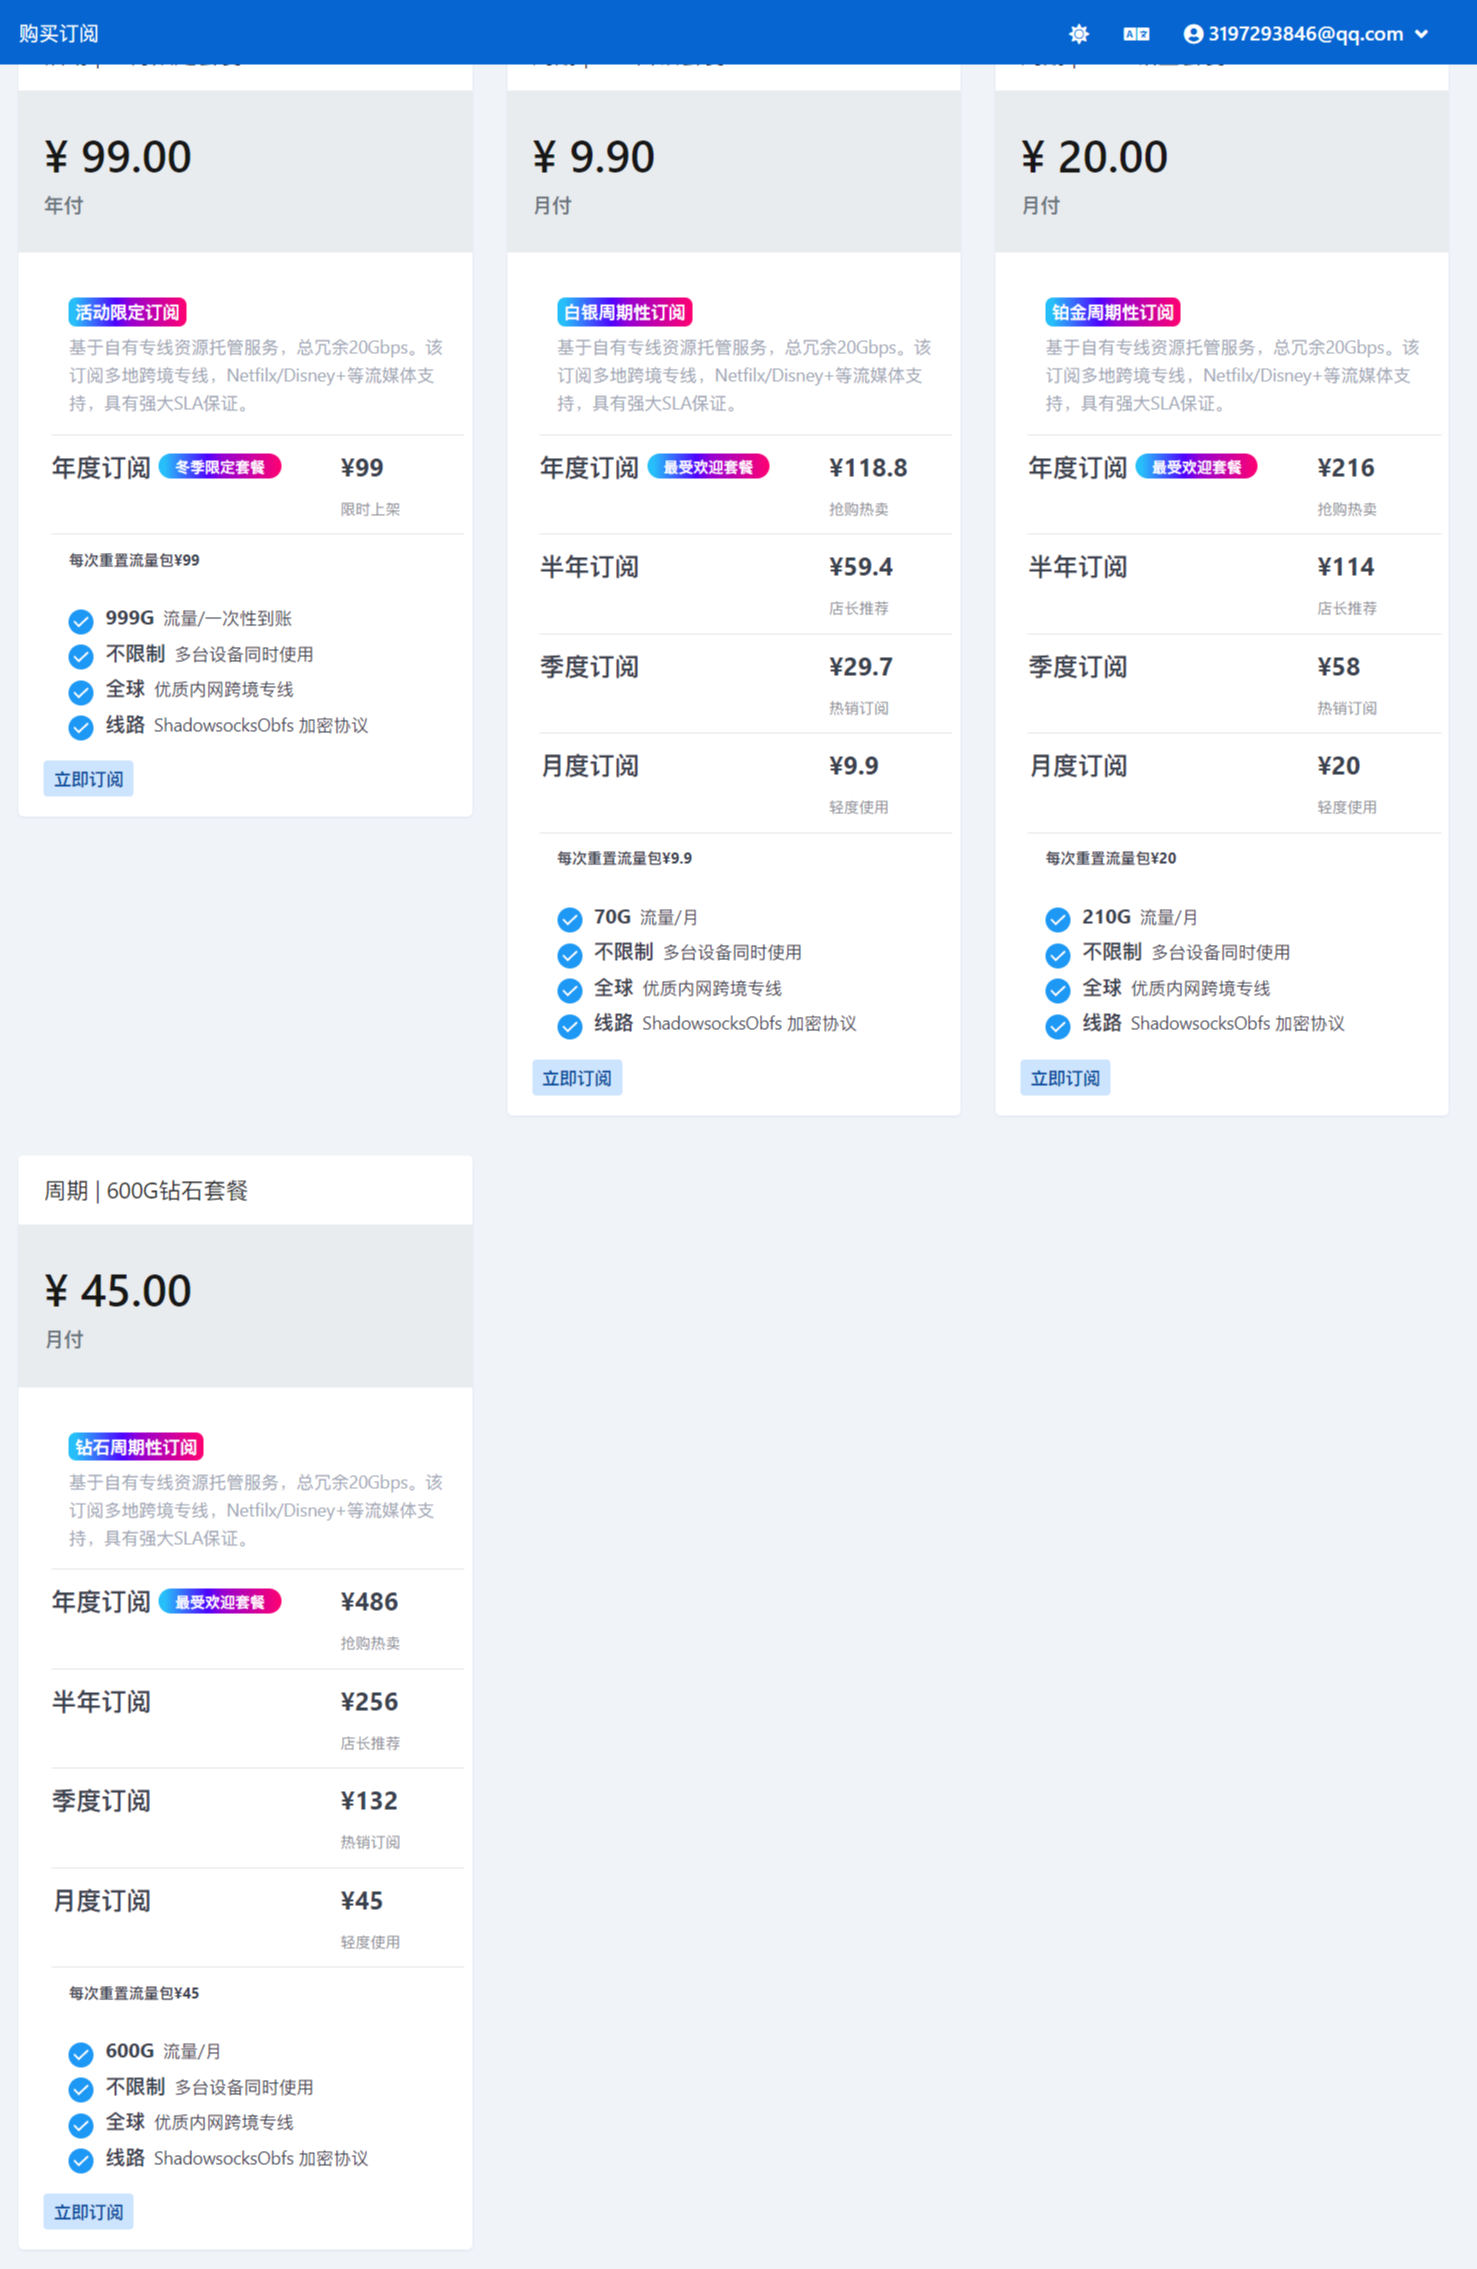 购买订阅
3197293846@qq.com
¥ 99.00
年付
活动限定订阅
基于自有专线资源托管服务，总冗余20Gbps。该
订阅多地跨境专线，Netfilx/Disney+等流媒体支
持，具有强大SLA保证。
年度订阅 冬季限定套餐 ¥99
限时上架
每次重置流量包¥99
999G 流量/一次性到账
不限制 多台设备同时使用
全球 优质内网跨境专线
线路 ShadowsocksObfs 加密协议
立即订阅
¥ 9.90
月付
白银周期性订阅
基于自有专线资源托管服务，总冗余20Gbps。该
订阅多地跨境专线，Netfilx/Disney+等流媒体支
持，具有强大SLA保证。
年度订阅 最受欢迎套餐 ¥118.8
抢购热卖
半年订阅 ¥59.4
店长推荐
季度订阅 ¥29.7
热销订阅
月度订阅 ¥9.9
轻度使用
每次重置流量包¥9.9
70G 流量/月
不限制 多台设备同时使用
全球 优质内网跨境专线
线路 ShadowsocksObfs 加密协议
立即订阅
¥ 20.00
月付
铂金周期性订阅
基于自有专线资源托管服务，总冗余20Gbps。该
订阅多地跨境专线，Netfilx/Disney+等流媒体支
持，具有强大SLA保证。
年度订阅 最受欢迎套餐 ¥216
抢购热卖
半年订阅 ¥114
店长推荐
季度订阅 ¥58
热销订阅
月度订阅 ¥20
轻度使用
每次重置流量包¥20
210G 流量/月
不限制 多台设备同时使用
全球 优质内网跨境专线
线路 ShadowsocksObfs 加密协议
立即订阅
周期 | 600G钻石套餐
¥ 45.00
月付
钻石周期性订阅
基于自有专线资源托管服务，总冗余20Gbps。该
订阅多地跨境专线，Netfilx/Disney+等流媒体支
持，具有强大SLA保证。
年度订阅 最受欢迎套餐 ¥486
抢购热卖
半年订阅 ¥256
店长推荐
季度订阅 ¥132
热销订阅
月度订阅 ¥45
轻度使用
每次重置流量包¥45
600G 流量/月
不限制 多台设备同时使用
全球 优质内网跨境专线
线路 ShadowsocksObfs 加密协议
立即订阅